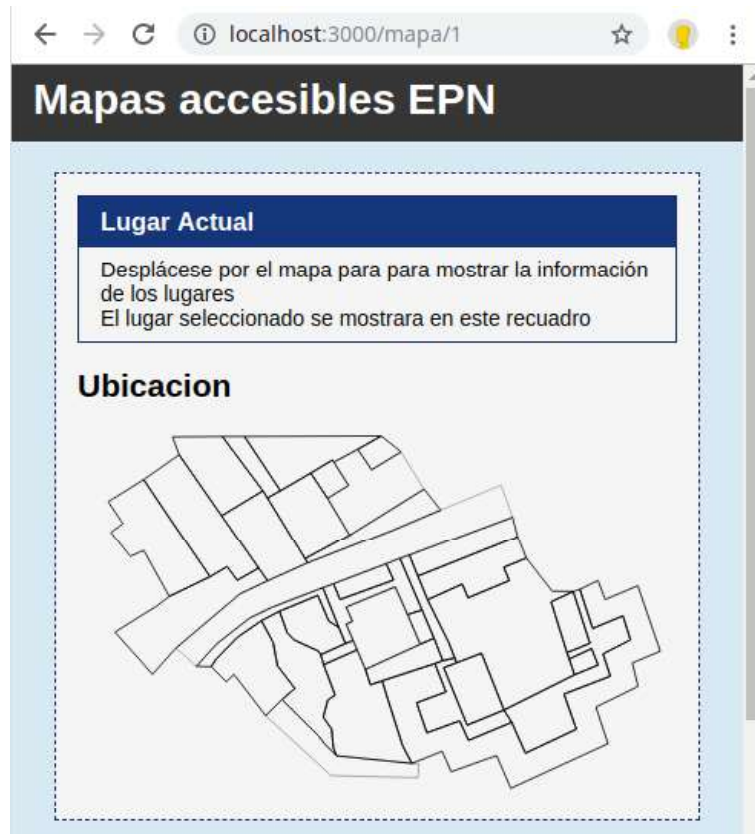 localhost:3000/mapa/1
Mapas accesibles EPN
Lugar Actual
Desplácese por el mapa para para mostrar la información
de los lugares
El lugar seleccionado se mostrara en este recuadro
Ubicacion